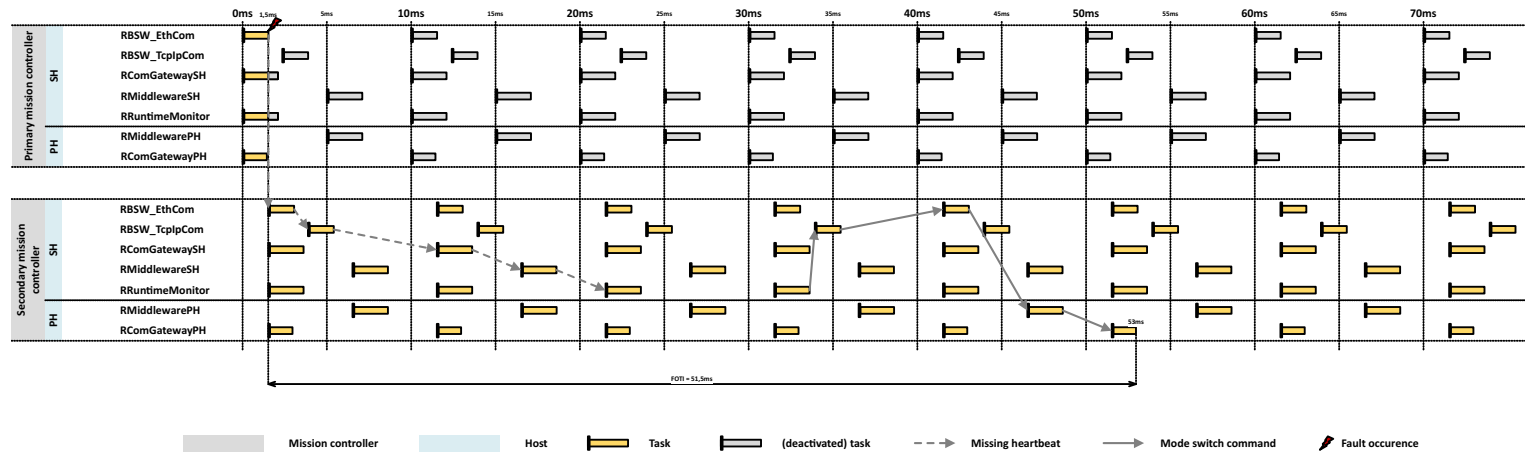 0ms 1,5ms 5ms 10ms 15ms 20ms 25ms 30ms 35ms 40ms 45ms 50ms 55ms 60ms 65ms 70ms
Primary mission controller
SH
RBSW_EthCom
RBSW_TcpIpCom
RComGatewaySH
RMiddlewareSH
RRuntimeMonitor
PH
RMiddlewarePH
RComGatewayPH
Secondary mission
controller
SH
RBSW_EthCom
RBSW_TcpIpCom
RComGatewaySH
RMiddlewareSH
RRuntimeMonitor
PH
RMiddlewarePH
RComGatewayPH
53ms
FOTI = 51,5ms
Mission controller Host Task (deactivated) task Missing heartbeat Mode switch command Fault occurence